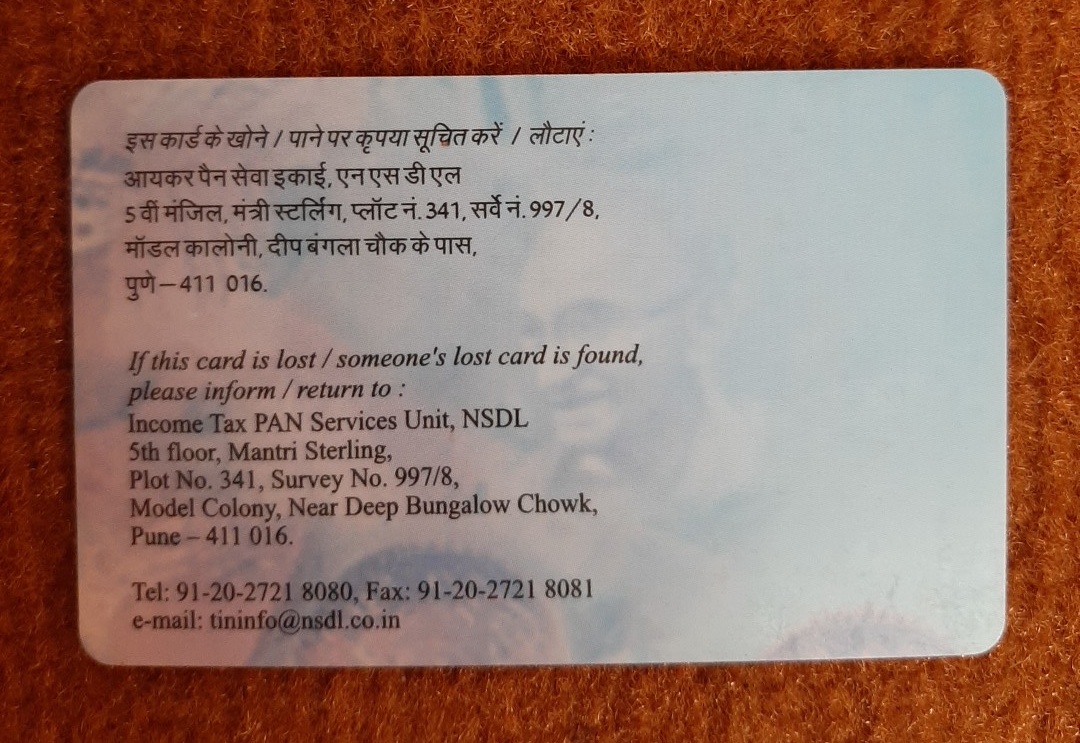 इस कार्ड के खोने / पाने पर कृपया सूचित करें / लौटाएं :
आयकर पैन सेवा इकाई, एन एस डी एल
5 वीं मंजिल, मंत्री स्टर्लिंग, प्लॉट नं. 341, सर्वे नं. 997/8,
मॉडल कालोनी, दीप बंगला चौक के पास,
पुणे – 411 016.
If this card is lost / someone's lost card is found,
please inform / return to :
Income Tax PAN Services Unit, NSDL
5th floor, Mantri Sterling,
Plot No. 341, Survey No. 997/8,
Model Colony, Near Deep Bungalow Chowk,
Pune – 411 016.
Tel: 91-20-2721 8080, Fax: 91-20-2721 8081
e-mail: tininfo@nsdl.co.in